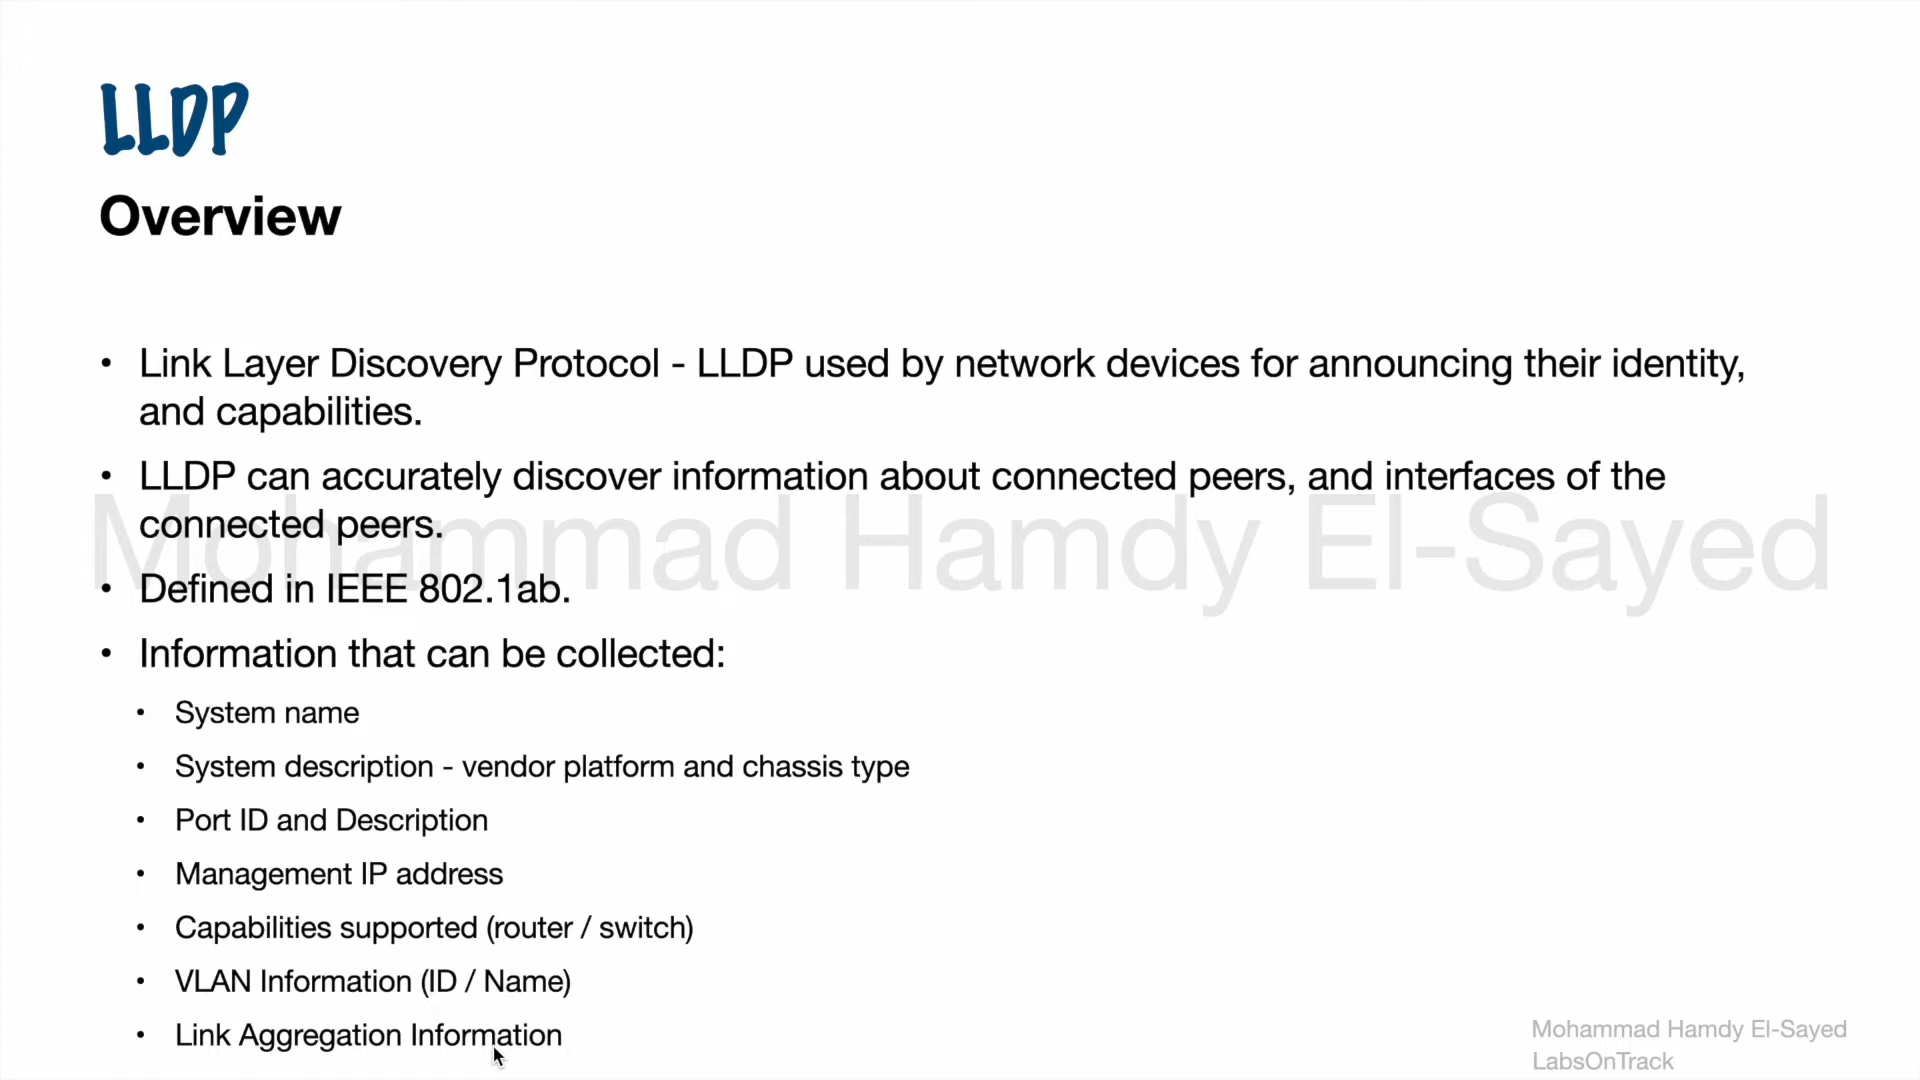 LLDP
Overview
• Link Layer Discovery Protocol - LLDP used by network devices for announcing their identity,
and capabilities.
• LLDP can accurately discover information about connected peers, and interfaces of the
connected peers.
Mohammad Hamdy El-Sayed
• Defined in IEEE 802.1ab.
• Information that can be collected:
• System name
• System description - vendor platform and chassis type
• Port ID and Description
• Management IP address
• Capabilities supported (router / switch)
• VLAN Information (ID / Name)
• Link Aggregation Information
Mohammad Hamdy El-Sayed
LabsOnTrack